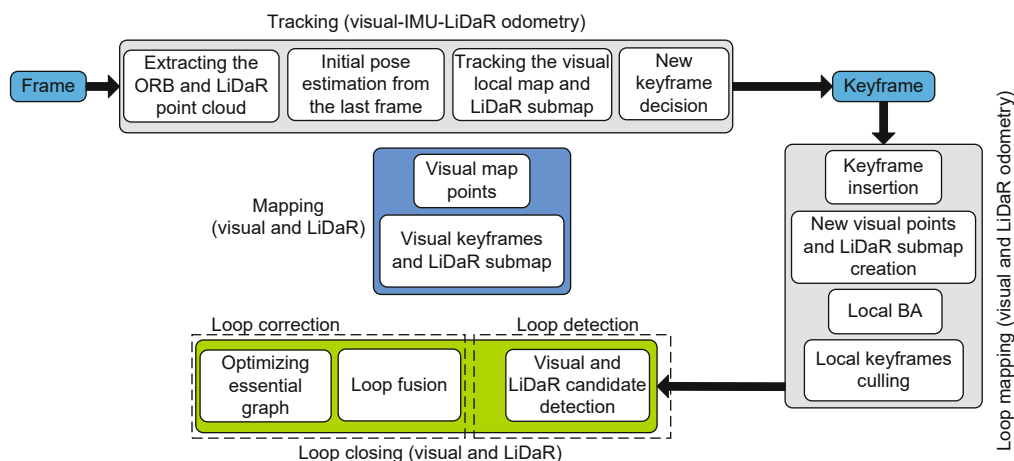 Tracking (visual-IMU-LiDaR odometry)
Frame
Extracting the
ORB and LiDaR
point cloud
Initial pose
estimation from
the last frame
Tracking the visual
local map and
LiDaR submap
New
keyframe
decision
Keyframe
Loop mapping (visual and LiDaR odometry)
Keyframe
insertion
New visual points
and LiDaR submap
creation
Local BA
Local keyframes
culling
Mapping
(visual and LiDaR)
Visual map
points
Visual keyframes
and LiDaR submap
Loop correction
Loop detection
Optimizing
essential
graph
Loop fusion
Visual and
LiDaR candidate
detection
Loop closing (visual and LiDaR)